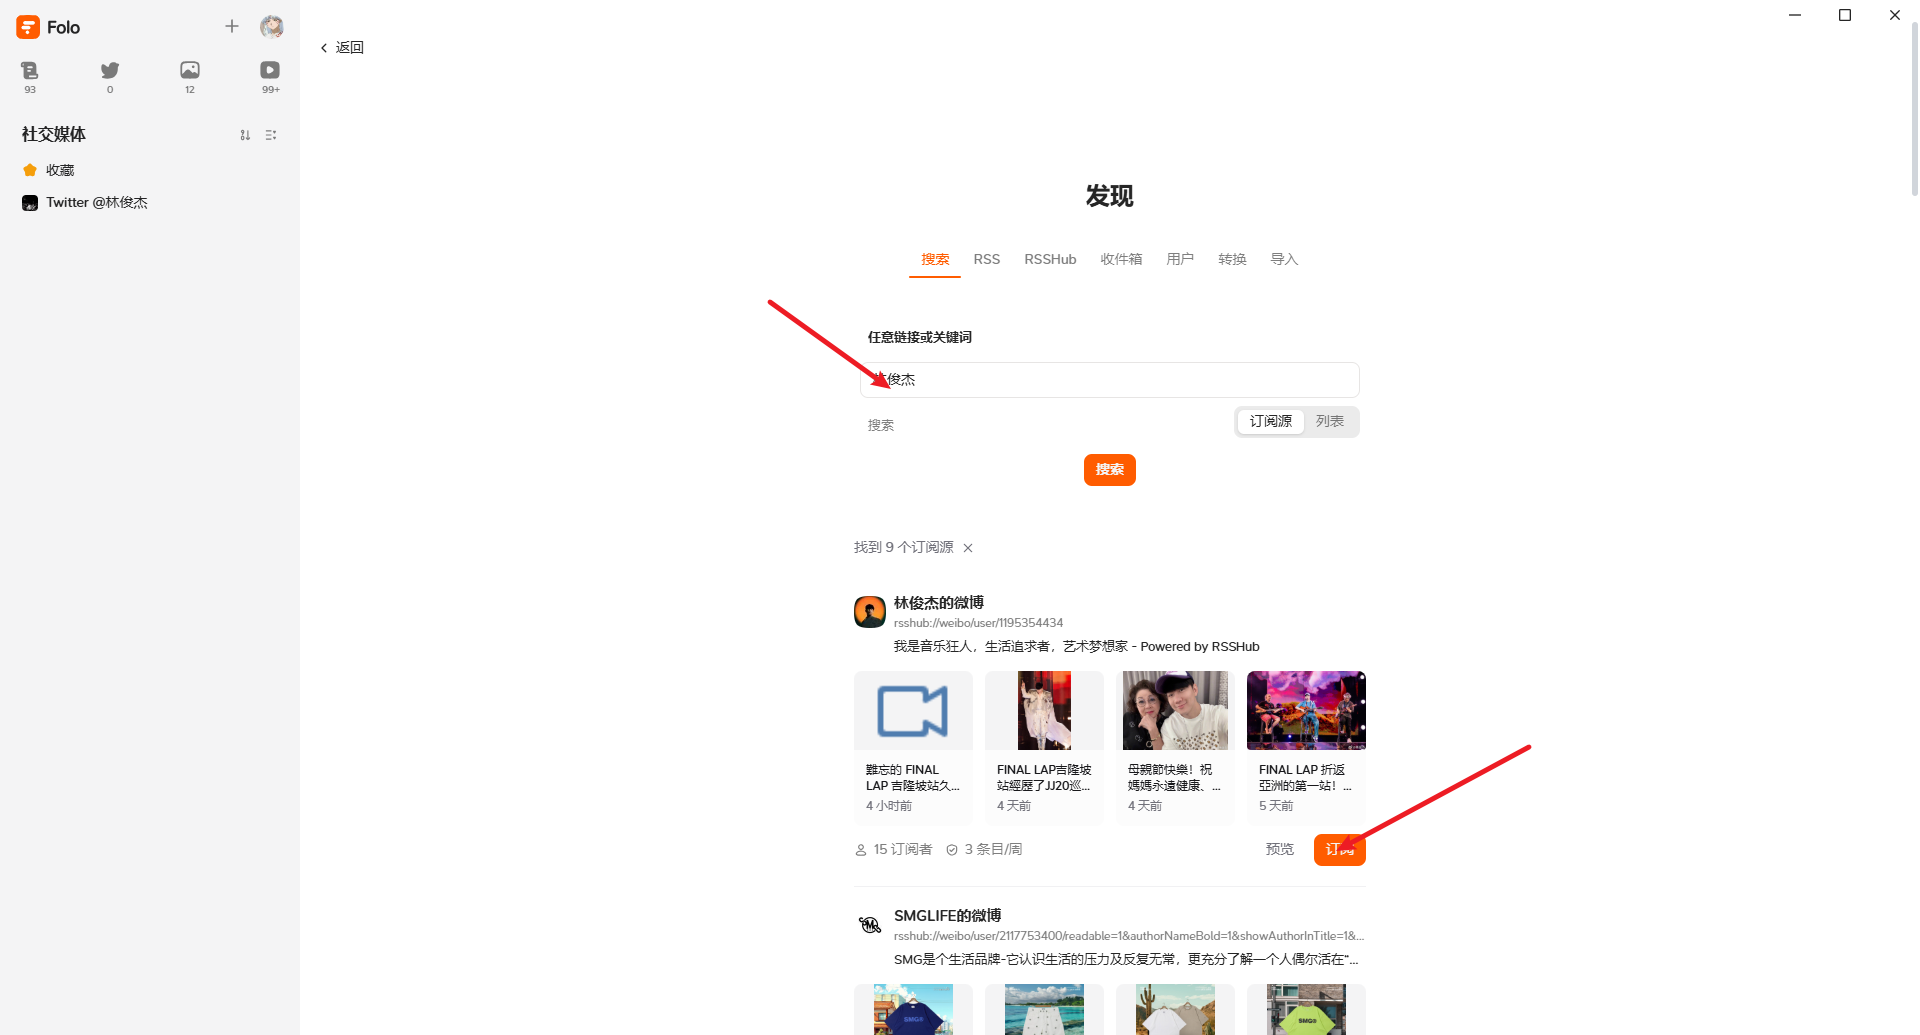 Folo
93
0
12
99+
社交媒体
收藏
Twitter @林俊杰
返回
发现
搜索 RSS RSSHub 收件箱 用户 转换 导入
任意链接或关键词
俊杰
搜索
订阅源 列表
搜索
找到 9 个订阅源
林俊杰的微博
rsshub://weibo/user/1195354434
我是音乐狂人，生活追求者，艺术梦想家 - Powered by RSSHub
難忘的 FINAL
LAP 吉隆坡站久...
4 小时前
FINAL LAP吉隆坡
站經歷了JJ20巡...
4 天前
母親節快樂！祝
媽媽永遠健康、...
4 天前
FINAL LAP 折返
亞洲的第一站！...
5 天前
15 订阅者 3 条目/周
预览 订阅
SMGLIFE的微博
rsshub://weibo/user/2117753400/readable=1&authorNameBold=1&showAuthorInTitle=1&...
SMG是个生活品牌-它认识生活的压力及反复无常，更充分了解一个人偶尔活在“...